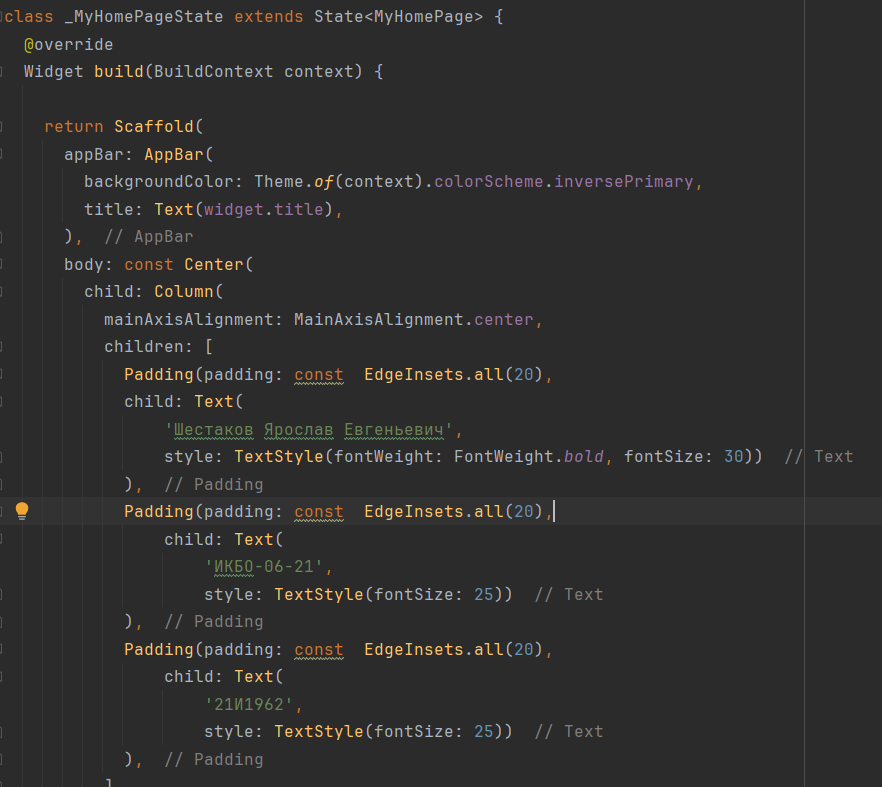 class _MyHomePageState extends State<MyHomePage> {
  @override
  Widget build(BuildContext context) {

    return Scaffold(
      appBar: AppBar(
        backgroundColor: Theme.of(context).colorScheme.inversePrimary,
        title: Text(widget.title),
      ),  // AppBar
      body: const Center(
        child: Column(
          mainAxisAlignment: MainAxisAlignment.center,
          children: [
            Padding(padding: const  EdgeInsets.all(20),
            child: Text(
                'Шестаков Ярослав Евгеньевич',
                style: TextStyle(fontWeight: FontWeight.bold, fontSize: 30))  // Text
            ),  // Padding
            Padding(padding: const  EdgeInsets.all(20),
                child: Text(
                    'ИКБО-06-21',
                    style: TextStyle(fontSize: 25))  // Text
            ),  // Padding
            Padding(padding: const  EdgeInsets.all(20),
                child: Text(
                    '21И1962',
                    style: TextStyle(fontSize: 25))  // Text
            ),  // Padding
          ]